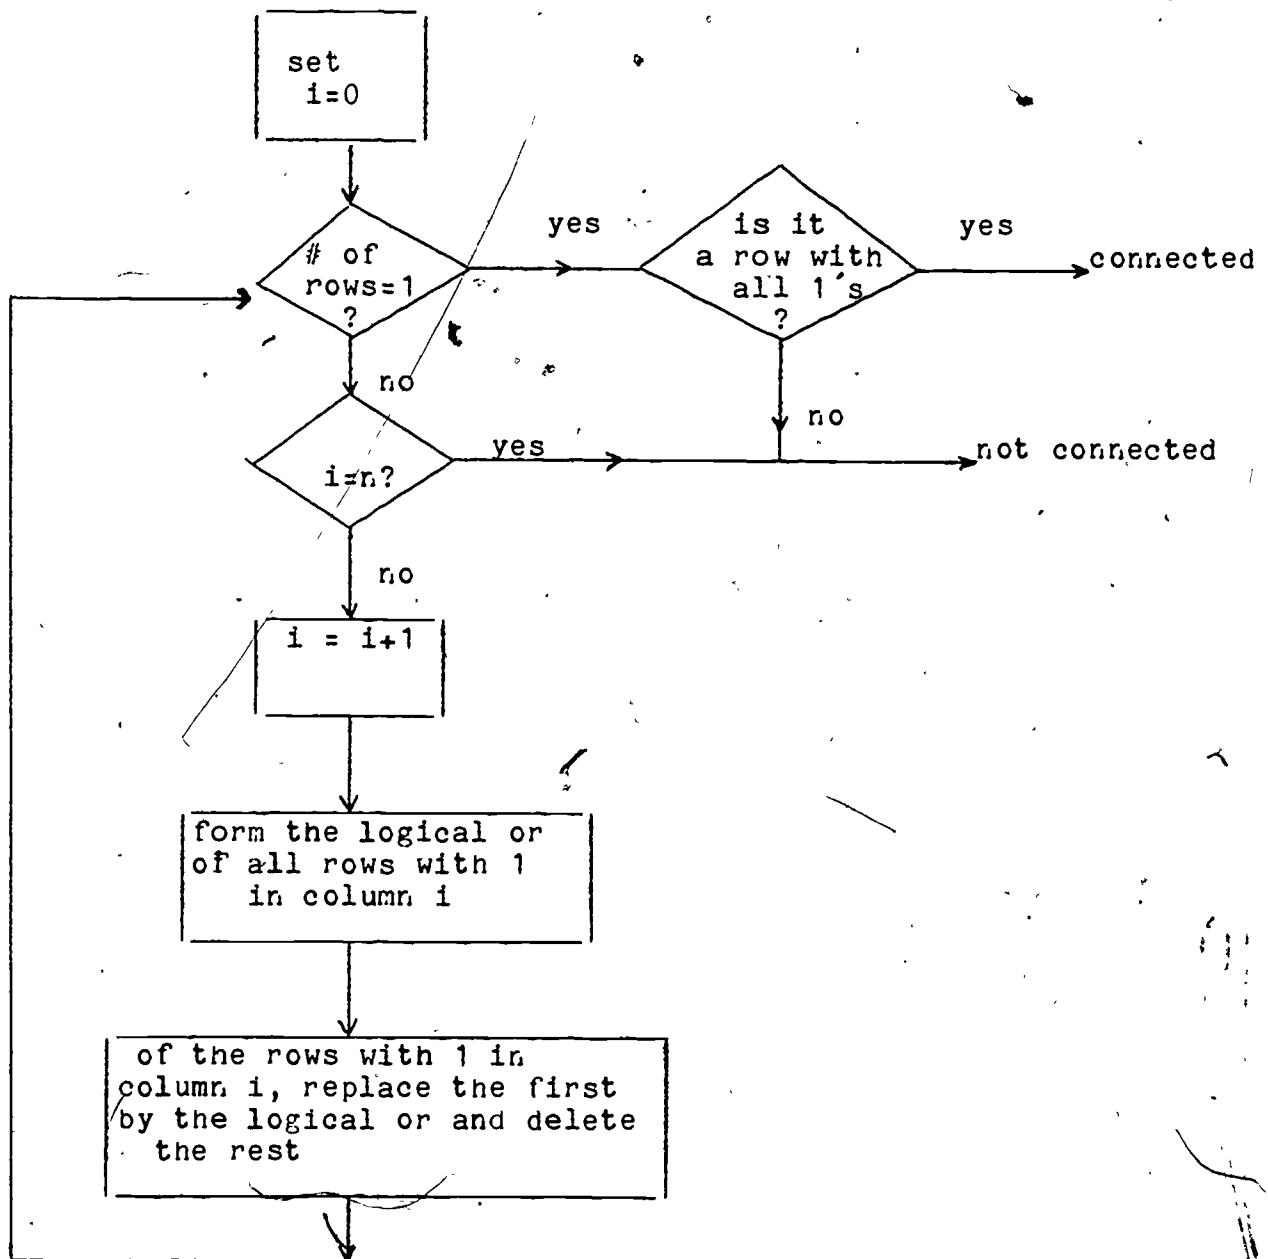 set
i=0
# of
rows=1
?
yes
is it
a row with
all 1's
?
yes
connected
no
no
i=n?
yes
not connected
no
i = i+1
form the logical or
of all rows with 1
in column i
of the rows with 1 in
column i, replace the first
by the logical or and delete
the rest